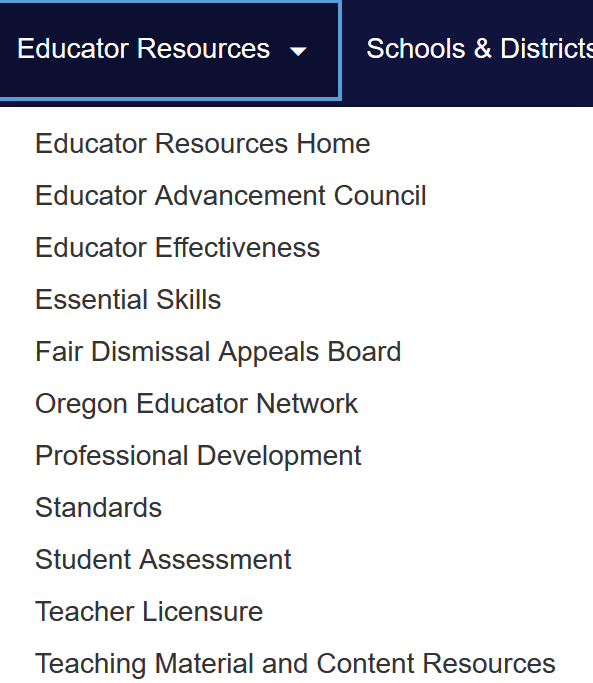 Educator Resources
Schools & Districts
Educator Resources Home
Educator Advancement Council
Educator Effectiveness
Essential Skills
Fair Dismissal Appeals Board
Oregon Educator Network
Professional Development
Standards
Student Assessment
Teacher Licensure
Teaching Material and Content Resources